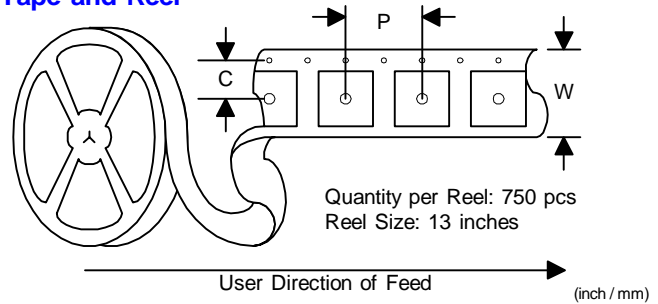 Tape and Reel
P
C
W
Quantity per Reel: 750 pcs
Reel Size: 13 inches
User Direction of Feed
(inch / mm)